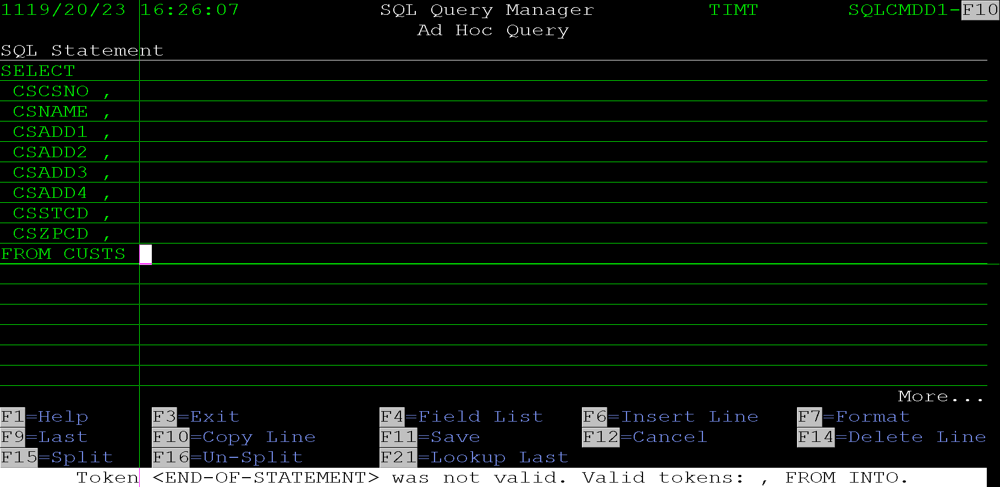 1119/20/23 16:26:07 SQL Query Manager TIMT SQLCMDD1-F10
Ad Hoc Query
SQL Statement
SELECT
CSCSNO ,
CSNAME ,
CSADD1 ,
CSADD2 ,
CSADD3 ,
CSADD4 ,
CSSTCD ,
CSZPCD ,
FROM CUSTS
More...
F1=Help F3=Exit F4=Field List F6=Insert Line F7=Format
F9=Last F10=Copy Line F11=Save F12=Cancel F14=Delete Line
F15=Split F16=Un-Split F21=Lookup Last
Token <END-OF-STATEMENT> was not valid. Valid tokens: , FROM INTO.